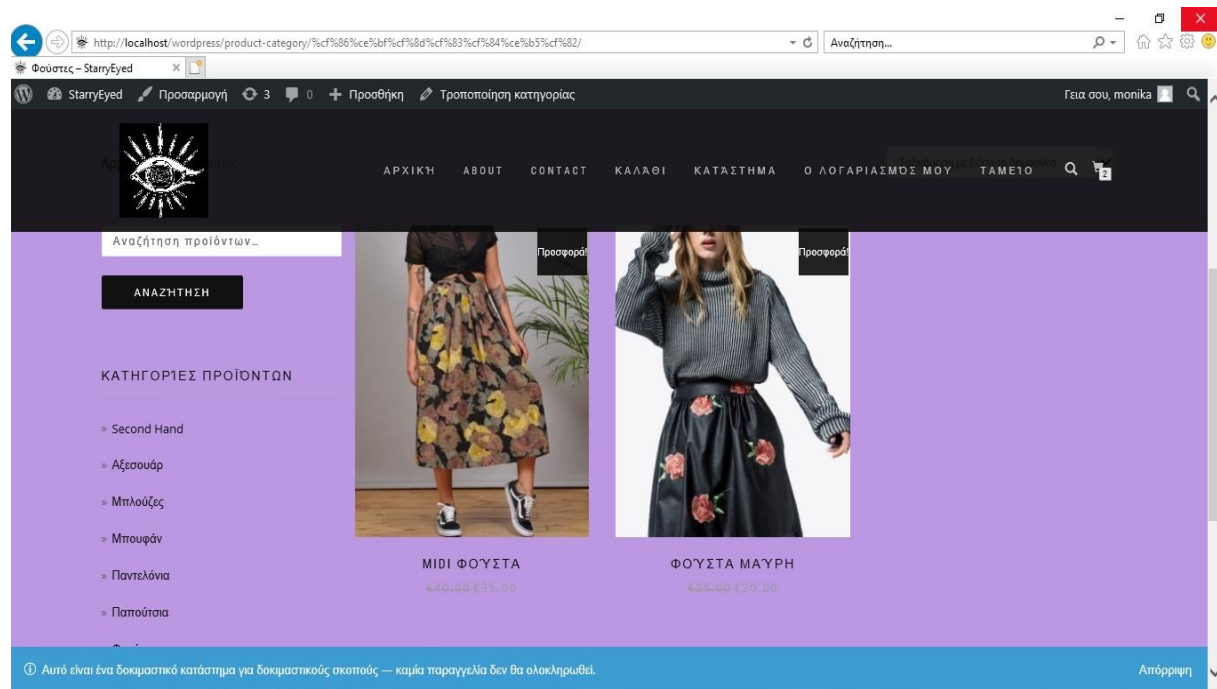 http://localhost/wordpress/product-category/%cf%86%ce%bf%cf%8d%cf%83%cf%84%ce%b5%cf%82/
Αναζήτηση...
Φούστες – StarryEyed
StarryEyed Προσαρμογή 3 0 Προσθήκη Τροποποίηση κατηγορίας
Γεια σου, monika
ΑΡΧΙΚΉ ABOUT CONTACT ΚΑΛΆΘΙ ΚΑΤΆΣΤΗΜΑ Ο ΛΟΓΑΡΙΑΣΜΌΣ ΜΟΥ ΤΑΜΕΊΟ 2
Αναζήτηση προϊόντων…
ΑΝΑΖΉΤΗΣΗ
ΚΑΤΗΓΟΡΊΕΣ ΠΡΟΪΌΝΤΩΝ
» Second Hand
» Αξεσουάρ
» Μπλούζες
» Μπουφάν
» Παντελόνια
» Παπούτσια
Προσφορά!
Προσφορά!
MIDI ΦΟΎΣΤΑ
€40.00 €35.00
ΦΟΎΣΤΑ ΜΑΎΡΗ
€25.00 €20.00
Αυτό είναι ένα δοκιμαστικό κατάστημα για δοκιμαστικούς σκοπούς — καμία παραγγελία δεν θα ολοκληρωθεί.
Απόρριψη